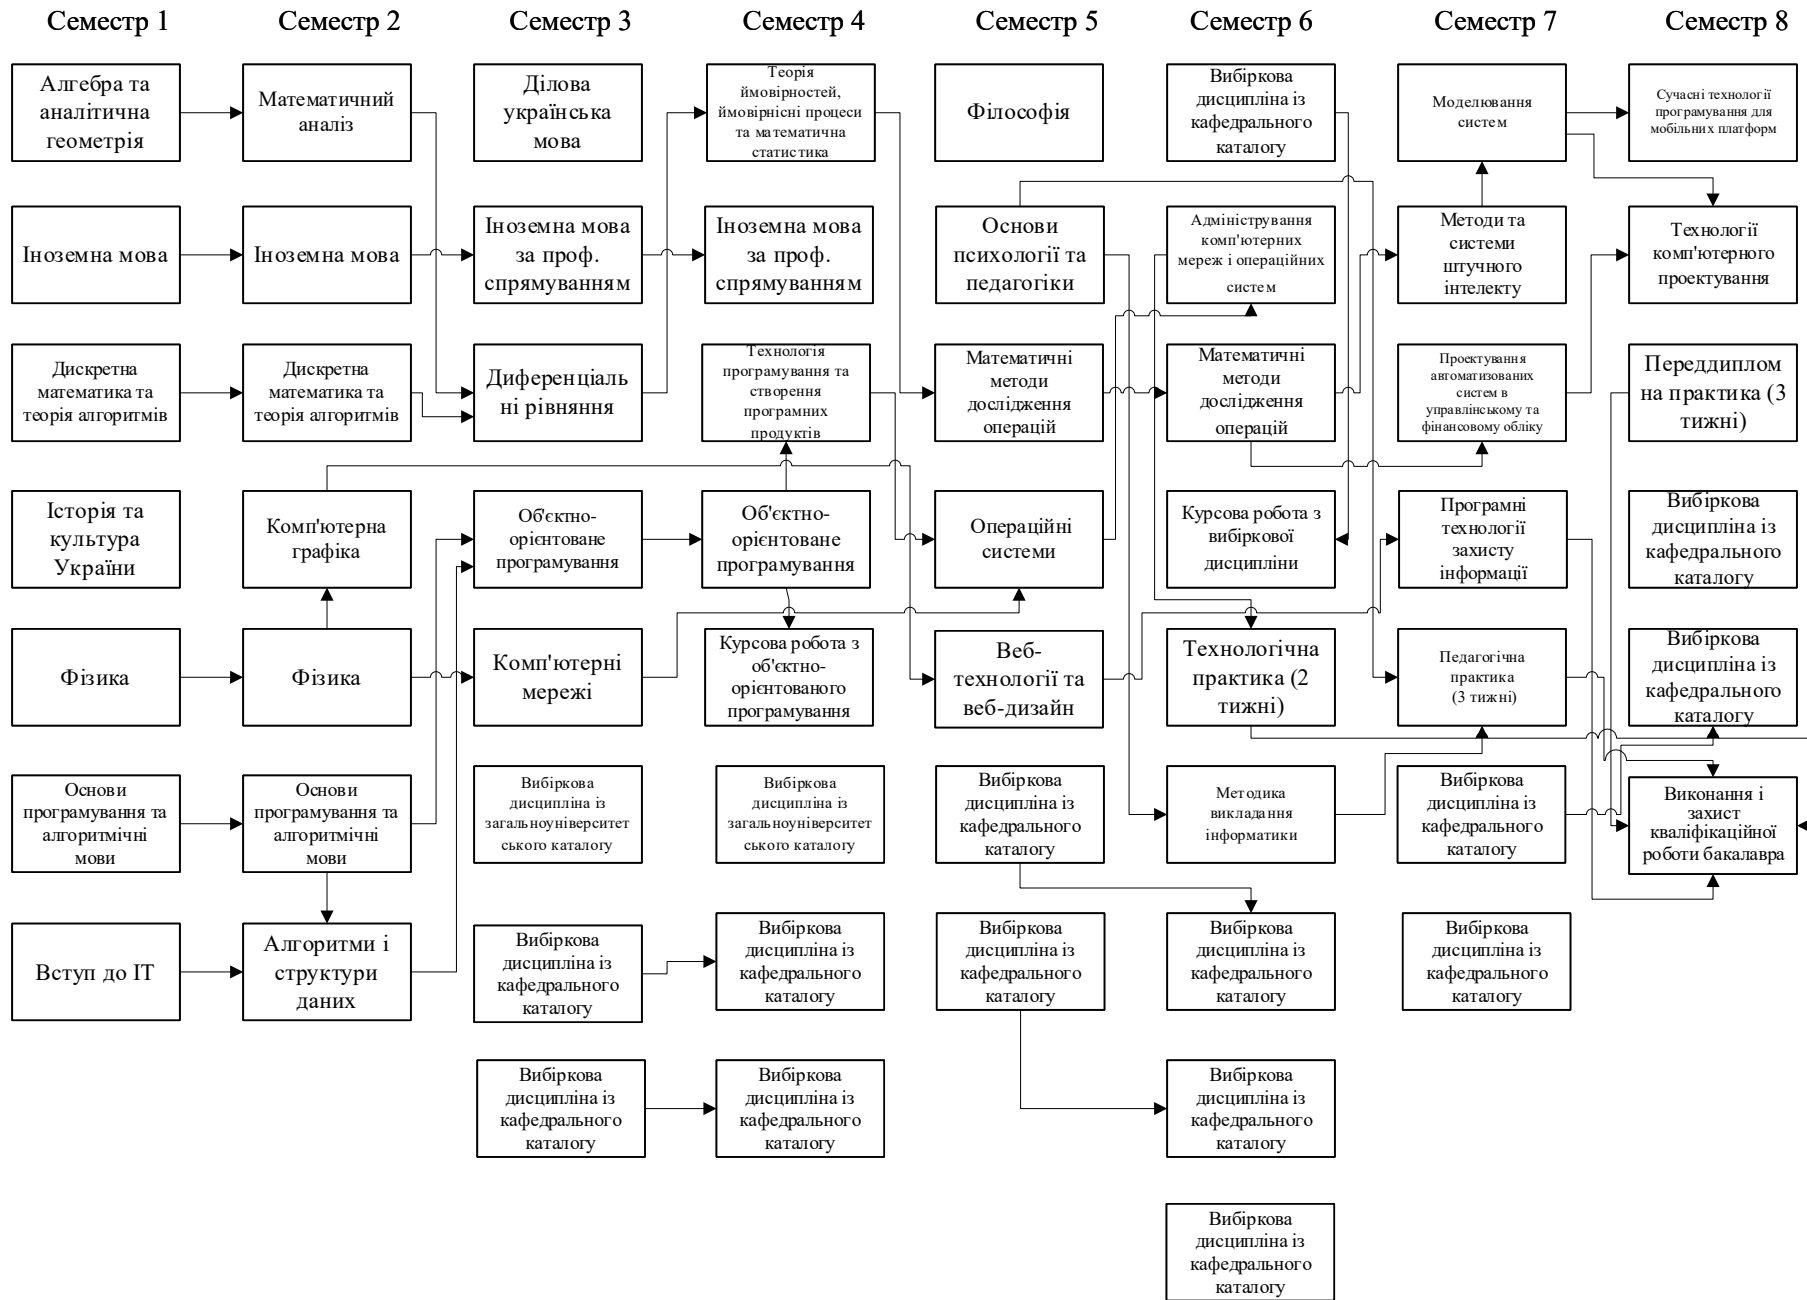 Семестр 1
Семестр 2
Семестр 3
Семестр 4
Семестр 5
Семестр 6
Семестр 7
Семестр 8
Алгебра та
аналітична
геометрія
Математичний
аналіз
Ділова
українська
мова
Теорія
ймовірностей,
ймовірнісні процеси
та математична
статистика
Філософія
Вибіркова
дисципліна із
кафедрального
каталогу
Моделювання
систем
Сучасні технології
програмування для
мобільних платформ
Іноземна мова
Іноземна мова
Іноземна мова
за проф.
спрямуванням
Іноземна мова
за проф.
спрямуванням
Основи
психології та
педагогіки
Адміністрування
комп'ютерних
мереж і операційних
систем
Методи та
системи
штучного
інтелекту
Технології
комп'ютерного
проектування
Дискретна
математика та
теорія алгоритмів
Дискретна
математика та
теорія алгоритмів
Диференціаль
ні рівняння
Технологія
програмування та
створення
програмних
продуктів
Математичні
методи
дослідження
операцій
Математичні
методи
дослідження
операцій
Проектування
автоматизованих
систем в
управлінському та
фінансовому обліку
Переддиплом
на практика (3
тижні)
Історія та
культура
України
Комп'ютерна
графіка
Об'єктно-
орієнтоване
програмування
Об'єктно-
орієнтоване
програмування
Операційні
системи
Курсова робота з
вибіркової
дисципліни
Програмні
технології
захисту
інформації
Вибіркова
дисципліна із
кафедрального
каталогу
Фізика
Фізика
Комп'ютерні
мережі
Курсова робота з
об'єктно-
орієнтованого
програмування
Веб-
технології та
веб-дизайн
Технологічна
практика (2
тижні)
Педагогічна
практика
(3 тижні)
Вибіркова
дисципліна із
кафедрального
каталогу
Основи
програмування та
алгоритмічні
мови
Основи
програмування та
алгоритмічні
мови
Вибіркова
дисципліна із
загальноуніверситет
ського каталогу
Вибіркова
дисципліна із
загальноуніверситет
ського каталогу
Вибіркова
дисципліна із
кафедрального
каталогу
Методика
викладання
інформатики
Вибіркова
дисципліна із
кафедрального
каталогу
Виконання і
захист
кваліфікаційної
роботи бакалавра
Вступ до ІТ
Алгоритми і
структури
даних
Вибіркова
дисципліна із
кафедрального
каталогу
Вибіркова
дисципліна із
кафедрального
каталогу
Вибіркова
дисципліна із
кафедрального
каталогу
Вибіркова
дисципліна із
кафедрального
каталогу
Вибіркова
дисципліна із
кафедрального
каталогу
Вибіркова
дисципліна із
кафедрального
каталогу
Вибіркова
дисципліна із
кафедрального
каталогу
Вибіркова
дисципліна із
кафедрального
каталогу
Вибіркова
дисципліна із
кафедрального
каталогу